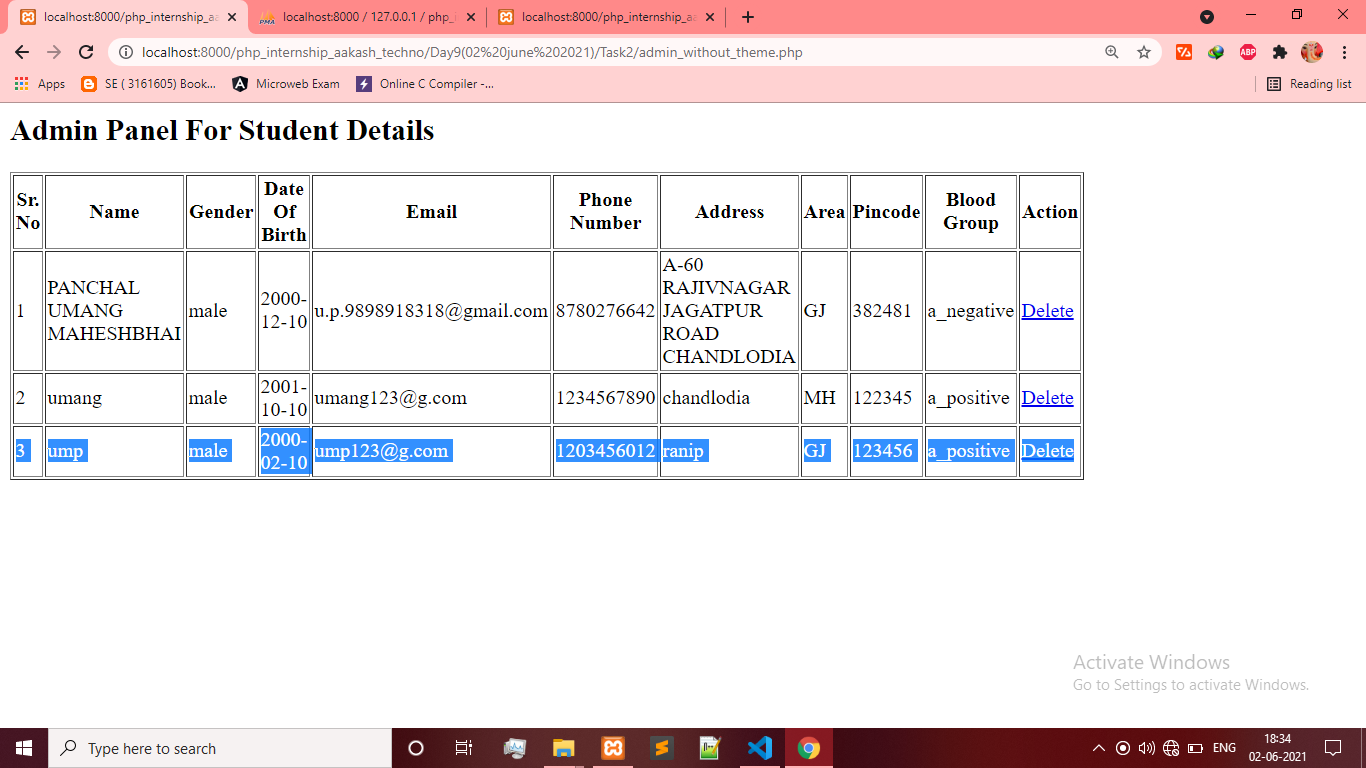 localhost:8000/php_internship_aa
localhost:8000 / 127.0.0.1 / php_i
localhost:8000/php_internship_aa
localhost:8000/php_internship_aakash_techno/Day9(02%20june%202021)/Task2/admin_without_theme.php
ABP
Apps
SE ( 3161605) Book...
Microweb Exam
Online C Compiler -...
Reading list
Admin Panel For Student Details
Sr. No Name Gender Date Of Birth Email Phone Number Address Area Pincode Blood Group Action
1 PANCHAL UMANG MAHESHBHAI male 2000-12-10 u.p.9898918318@gmail.com 8780276642 A-60 RAJIVNAGAR JAGATPUR ROAD CHANDLODIA GJ 382481 a_negative Delete
2 umang male 2001-10-10 umang123@g.com 1234567890 chandlodia MH 122345 a_positive Delete
3 ump male 2000-02-10 ump123@g.com 1203456012 ranip GJ 123456 a_positive Delete
Activate Windows
Go to Settings to activate Windows.
Type here to search
ENG
18:34
02-06-2021